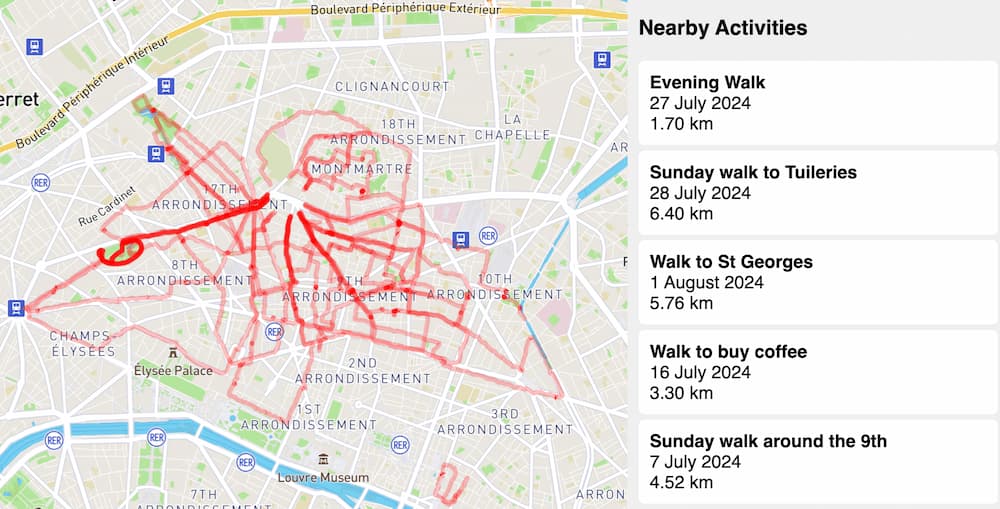 Boulevard Périphérique Extérieur
Boulevard Périphérique Intérieur
erret
CLIGNANCOURT
LA
CHAPELLE
18TH
ARRONDISSEMENT
AR
MONTMARTRE
RER
Rue Cardinet
17TH
ARRONDISSEMENT
RER
8TH
ARRONDISSEMENT
9TH
ARRONDISSEMENT
10TH
ARRONDISSEMENT
F
CHAMPS-
ÉLYSÉES
RER
Élysée Palace
2ND
ARRONDISSEMENT
1ST
ARRONDISSEMENT
3RD
ARRONDISSEMENT
RER
RER
RER
RER
Louvre Museum
7TH
ARRONDISSEMENT
ARRON
Nearby Activities
Evening Walk
27 July 2024
1.70 km
Sunday walk to Tuileries
28 July 2024
6.40 km
Walk to St Georges
1 August 2024
5.76 km
Walk to buy coffee
16 July 2024
3.30 km
Sunday walk around the 9th
7 July 2024
4.52 km